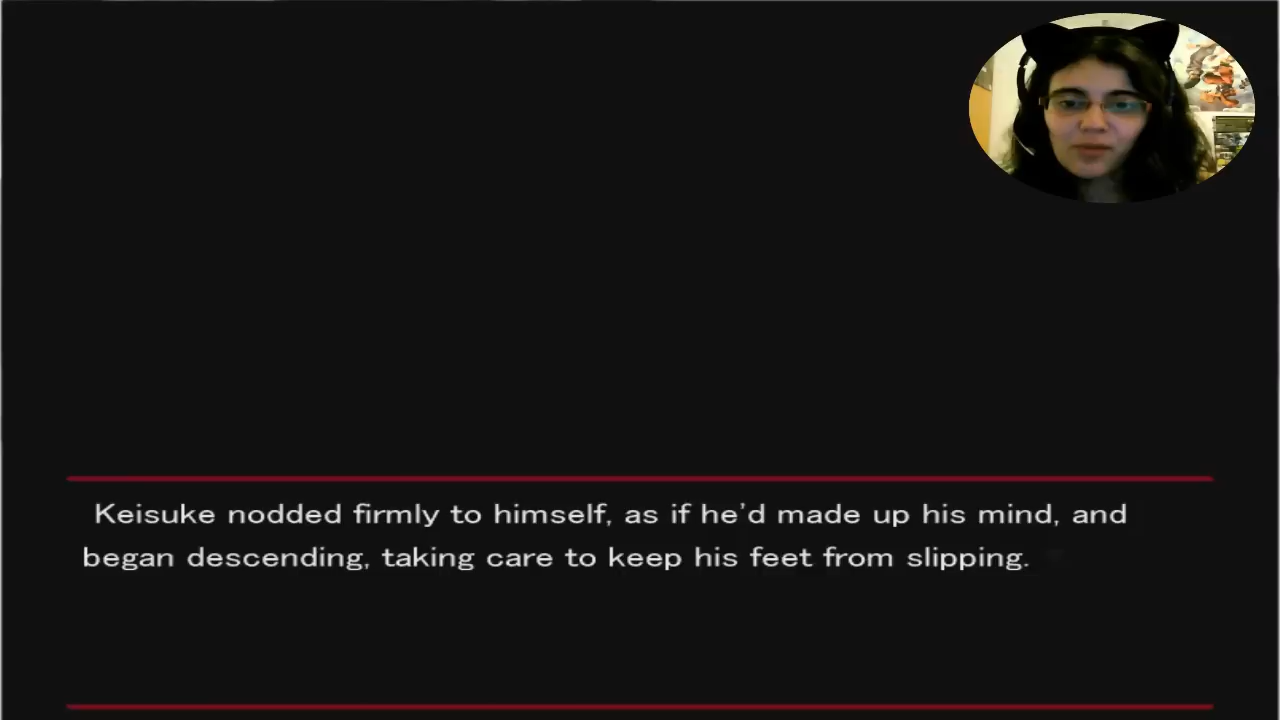 Keisuke nodded firmly to himself, as if he'd made up his mind, and
began descending, taking care to keep his feet from slipping.